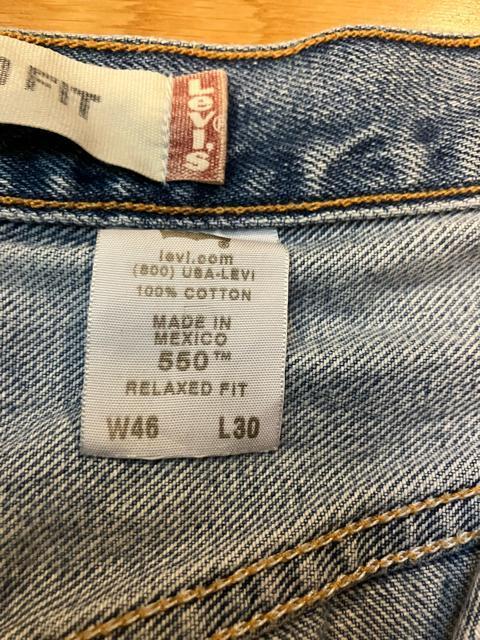 FIT
Levi's
levi.com
(800) USA-LEVI
100% COTTON
MADE IN
MEXICO
550™
RELAXED FIT
W46 L30